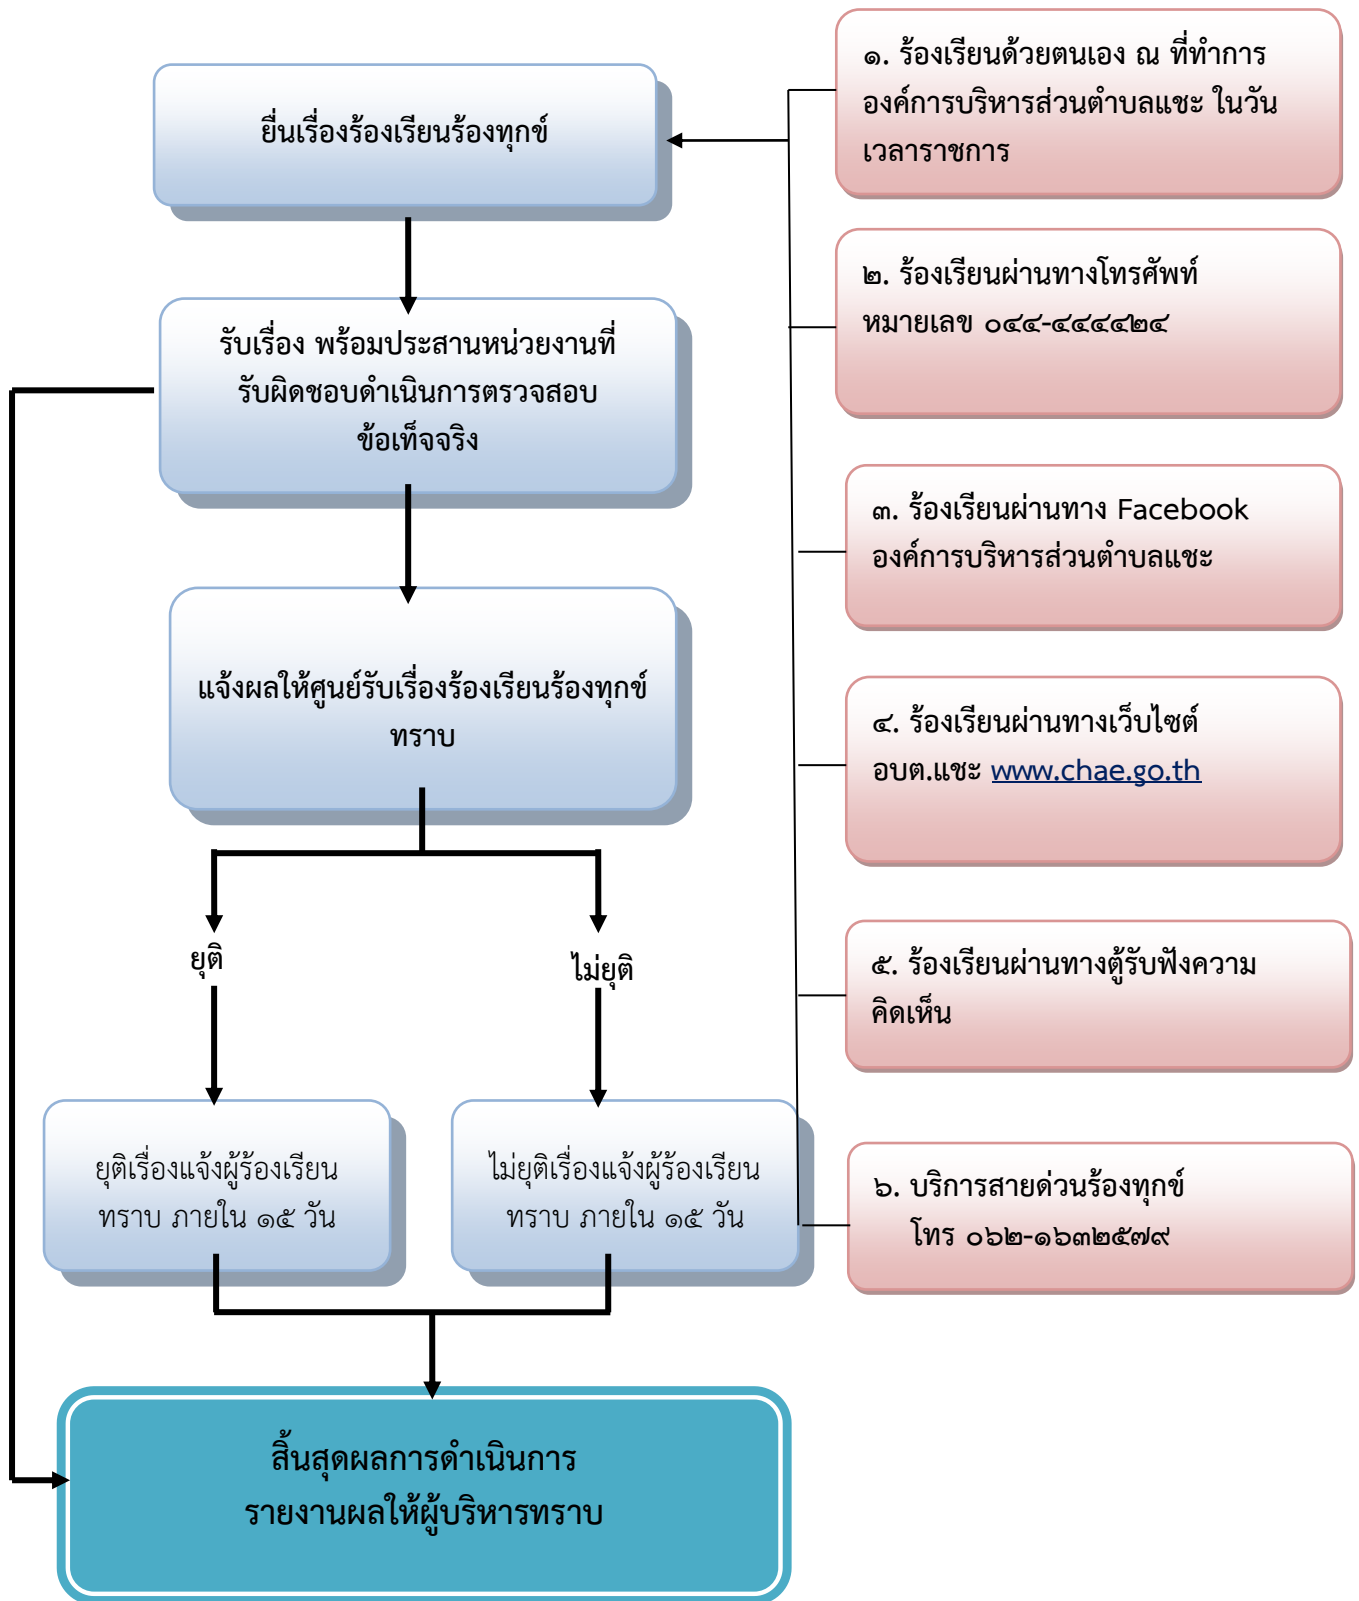 ยื่นเรื่องร้องเรียนร้องทุกข์
รับเรื่อง พร้อมประสานหน่วยงานที่
รับผิดชอบดำเนินการตรวจสอบ
ข้อเท็จจริง
แจ้งผลให้ศูนย์รับเรื่องร้องเรียนร้องทุกข์
ทราบ
ยุติ
ไม่ยุติ
ยุติเรื่องแจ้งผู้ร้องเรียน
ทราบ ภายใน ๑๕ วัน
ไม่ยุติเรื่องแจ้งผู้ร้องเรียน
ทราบ ภายใน ๑๕ วัน
สิ้นสุดผลการดำเนินการ
รายงานผลให้ผู้บริหารทราบ
๑. ร้องเรียนด้วยตนเอง ณ ที่ทำการ
องค์การบริหารส่วนตำบลแชะ ในวัน
เวลาราชการ
๒. ร้องเรียนผ่านทางโทรศัพท์
หมายเลข ๐๔๔-๔๔๔๔๒๔
๓. ร้องเรียนผ่านทาง Facebook
องค์การบริหารส่วนตำบลแชะ
๔. ร้องเรียนผ่านทางเว็บไซต์
อบต.แชะ www.chae.go.th
๕. ร้องเรียนผ่านทางตู้รับฟังความ
คิดเห็น
๖. บริการสายด่วนร้องทุกข์
โทร ๐๖๒-๑๖๓๒๕๗๙